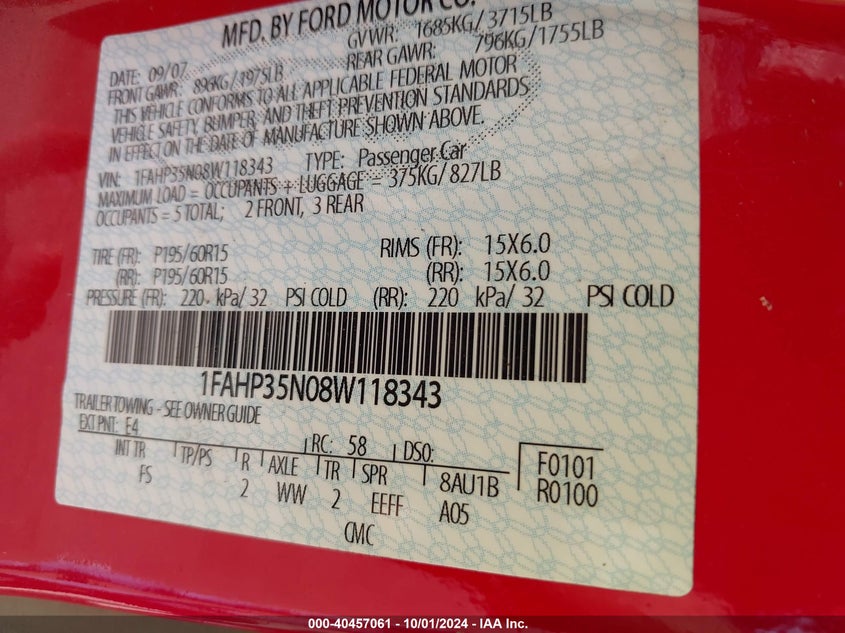 MFD. BY FORD MOTOR CO.
DATE: 09/07 GVWR: 1685KG/3715LB
FRONT GAWR: 896KG/1975LB REAR GAWR: 796KG/1755LB
THIS VEHICLE CONFORMS TO ALL APPLICABLE FEDERAL MOTOR
VEHICLE SAFETY, BUMPER, AND THEFT PREVENTION STANDARDS
IN EFFECT ON THE DATE OF MANUFACTURE SHOWN ABOVE.
VIN: 1FAHP35N08W118343 TYPE: Passenger Car
MAXIMUM LOAD = OCCUPANTS + LUGGAGE = 375KG/827LB
OCCUPANTS = 5 TOTAL; 2 FRONT, 3 REAR
TIRE (FR): P195/60R15 RIMS (FR): 15X6.0
(RR): P195/60R15 (RR): 15X6.0
PRESSURE (FR): 220 kPa/32 PSI COLD (RR): 220 kPa/32 PSI COLD
1FAHP35N08W118343
TRAILER TOWING - SEE OWNER GUIDE
EXT PNT: E4 RC: 58 DSO:
INT TR TP/PS R AXLE TR SPR 8AU1B F0101
FS 2 WW 2 EEFF A05 R0100
CMC
000-40457061 - 10/01/2024 - IAA Inc.